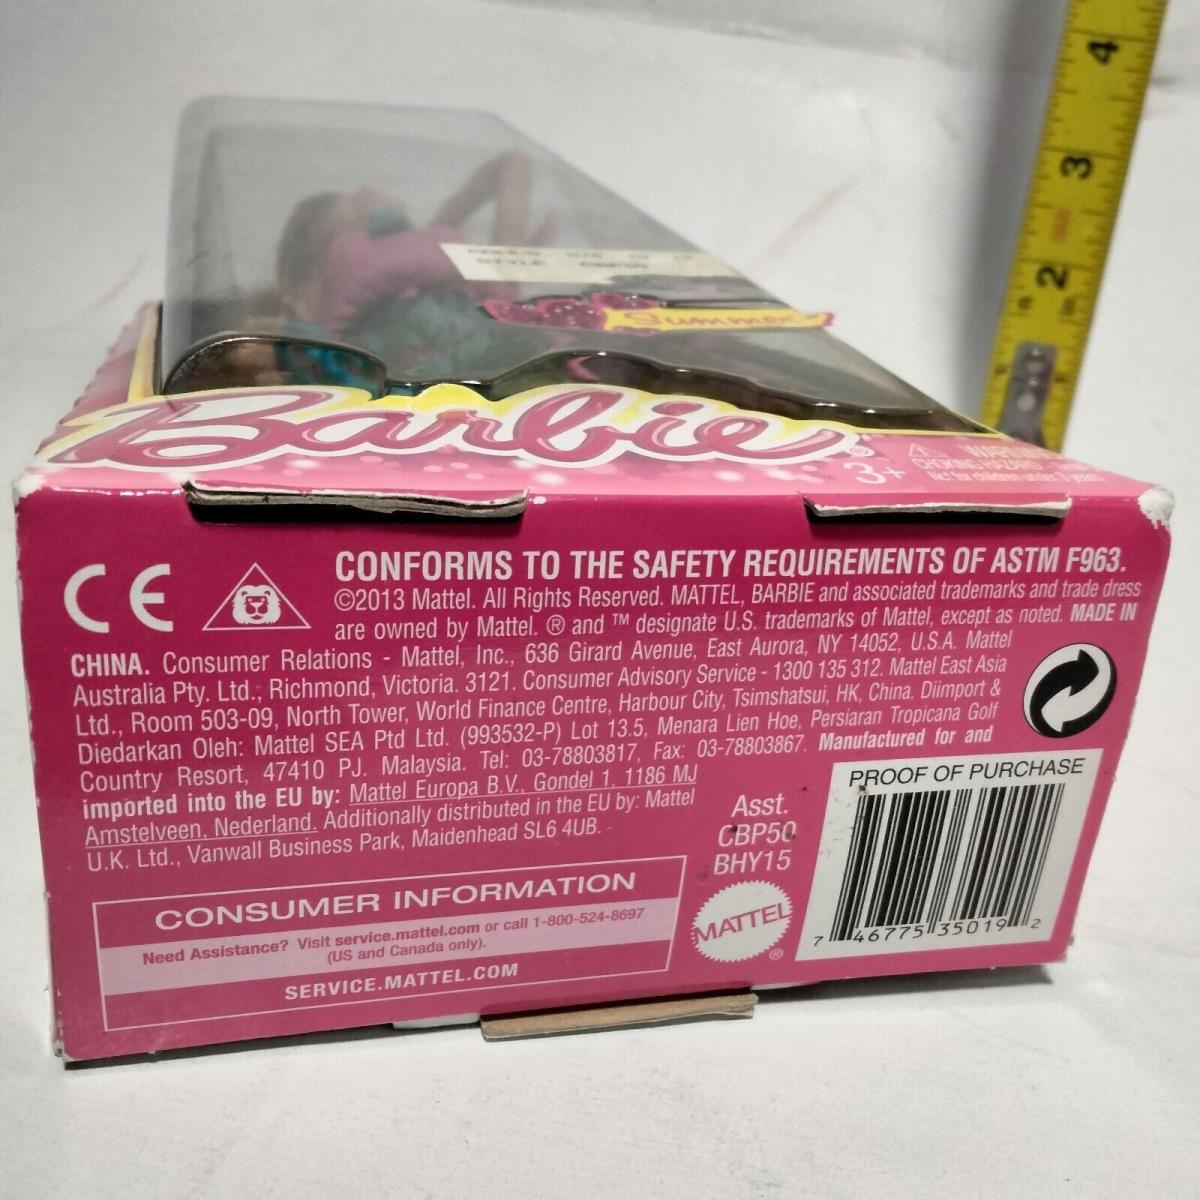 4
3
2
STYLE CBP50
Summer
Barbie®
3+
WARNING
CHOKING HAZARD
Not for children under 3 years
CE
CONFORMS TO THE SAFETY REQUIREMENTS OF ASTM F963.
©2013 Mattel. All Rights Reserved. MATTEL, BARBIE and associated trademarks and trade dress
are owned by Mattel. ® and ™ designate U.S. trademarks of Mattel, except as noted. MADE IN
CHINA. Consumer Relations - Mattel, Inc., 636 Girard Avenue, East Aurora, NY 14052, U.S.A. Mattel
Australia Pty. Ltd., Richmond, Victoria. 3121. Consumer Advisory Service - 1300 135 312. Mattel East Asia
Ltd., Room 503-09, North Tower, World Finance Centre, Harbour City, Tsimshatsui, HK, China. Diimport &
Diedarkan Oleh: Mattel SEA Ptd Ltd. (993532-P) Lot 13.5, Menara Lien Hoe, Persiaran Tropicana Golf
Country Resort, 47410 PJ. Malaysia. Tel: 03-78803817, Fax: 03-78803867. Manufactured for and
imported into the EU by: Mattel Europa B.V., Gondel 1, 1186 MJ
Amstelveen, Nederland. Additionally distributed in the EU by: Mattel
U.K. Ltd., Vanwall Business Park, Maidenhead SL6 4UB.
Asst.
CBP50
BHY15
MATTEL®
PROOF OF PURCHASE
7 46775 35019 2
CONSUMER INFORMATION
Need Assistance? Visit service.mattel.com or call 1-800-524-8697
(US and Canada only).
SERVICE.MATTEL.COM